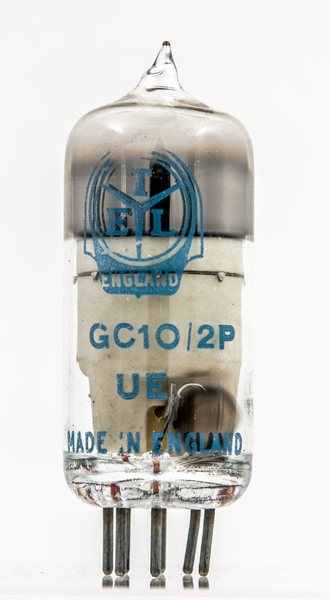 T
E L
ENGLAND
GC10/2P
UE
MADE IN ENGLAND